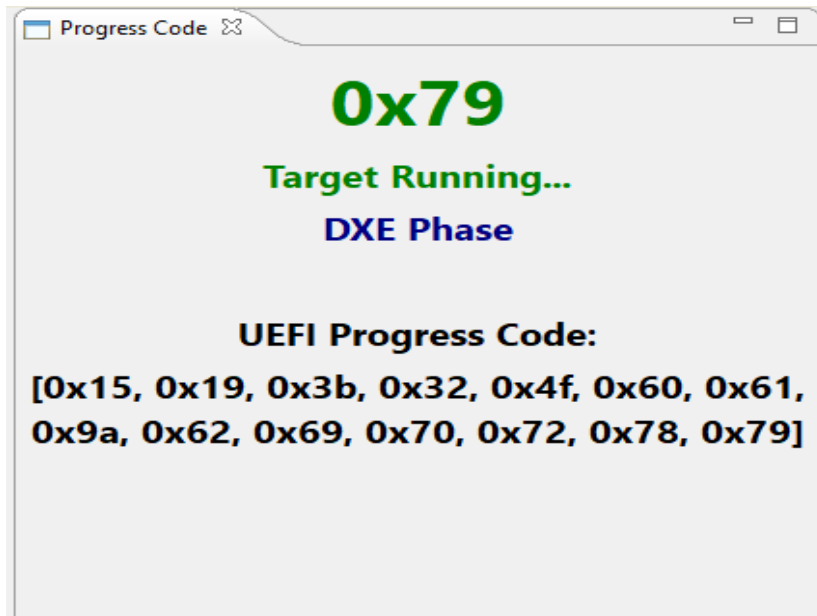 Progress Code
0x79
Target Running...
DXE Phase
UEFI Progress Code:
[0x15, 0x19, 0x3b, 0x32, 0x4f, 0x60, 0x61,
0x9a, 0x62, 0x69, 0x70, 0x72, 0x78, 0x79]